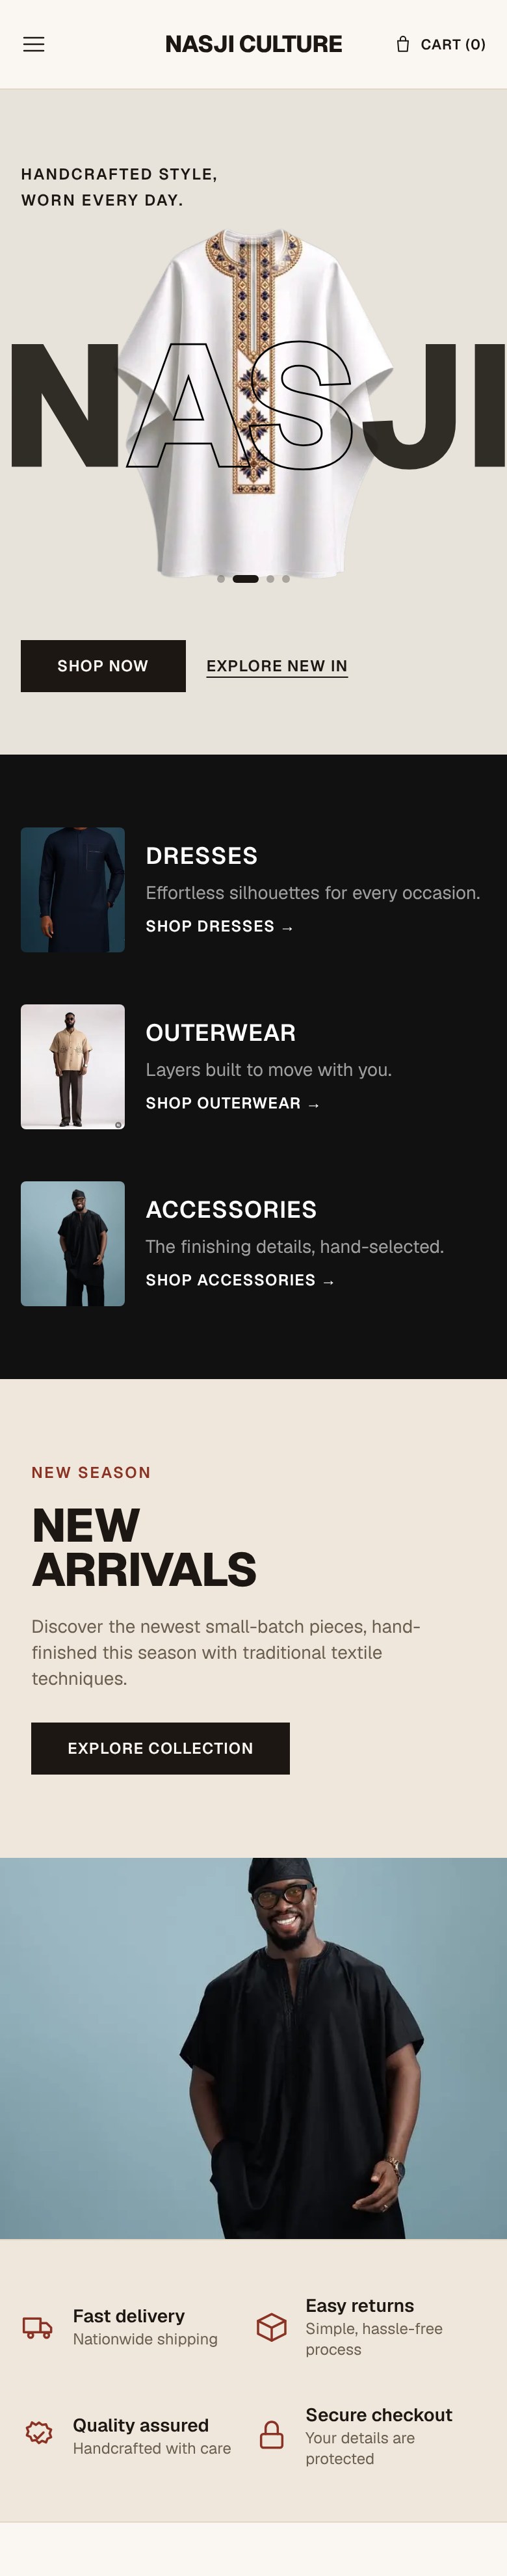 NASJI CULTURE
CART (0)
HANDCRAFTED STYLE,
WORN EVERY DAY.
NASJI
SHOP NOW
EXPLORE NEW IN
DRESSES
Effortless silhouettes for every occasion.
SHOP DRESSES →
OUTERWEAR
Layers built to move with you.
SHOP OUTERWEAR →
ACCESSORIES
The finishing details, hand-selected.
SHOP ACCESSORIES →
NEW SEASON
NEW
ARRIVALS
Discover the newest small-batch pieces, hand-
finished this season with traditional textile
techniques.
EXPLORE COLLECTION
Fast delivery
Nationwide shipping
Easy returns
Simple, hassle-free
process
Quality assured
Handcrafted with care
Secure checkout
Your details are
protected